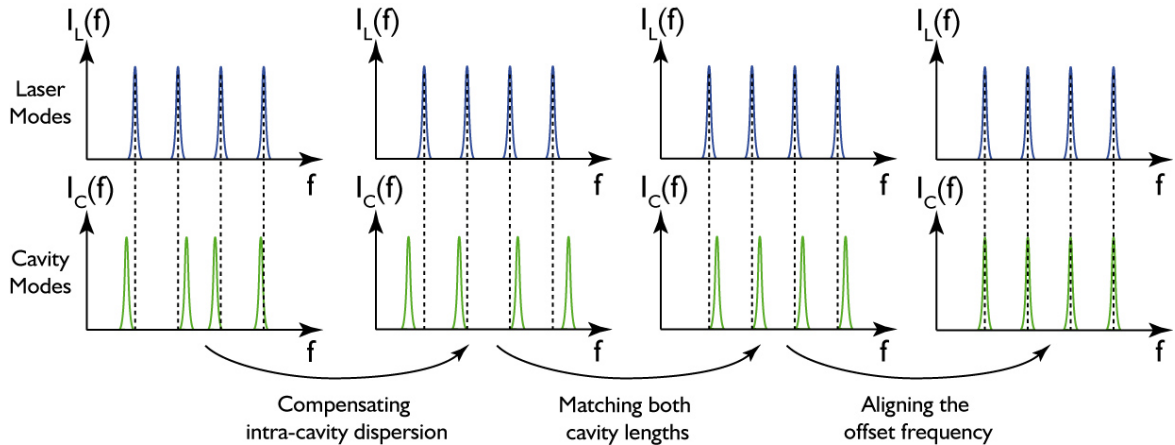 I_L(f)
I_L(f)
I_L(f)
I_L(f)
Laser
Modes
f
f
f
f
I_C(f)
I_C(f)
I_C(f)
I_C(f)
Cavity
Modes
f
f
f
f
Compensating
intra-cavity dispersion
Matching both
cavity lengths
Aligning the
offset frequency